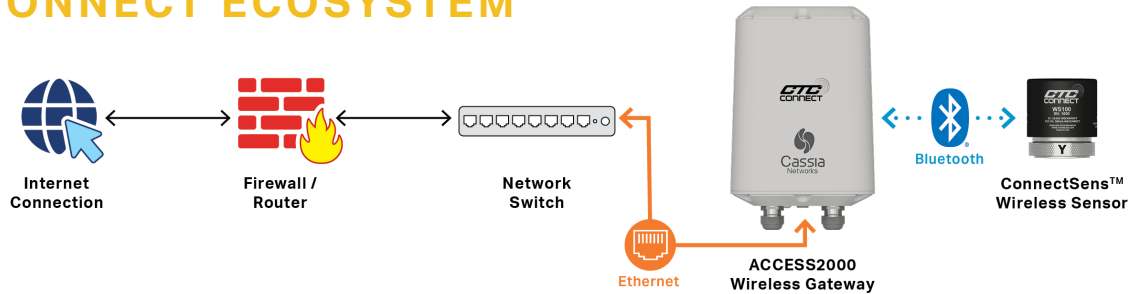 ONNECT ECOSYSTEM
CTC
CONNECT
Cassia
Networks
CTC
CONNECT
WS100
Y
Bluetooth
Internet
Connection
Firewall /
Router
Network
Switch
Ethernet
ACCESS2000
Wireless Gateway
ConnectSens™
Wireless Sensor